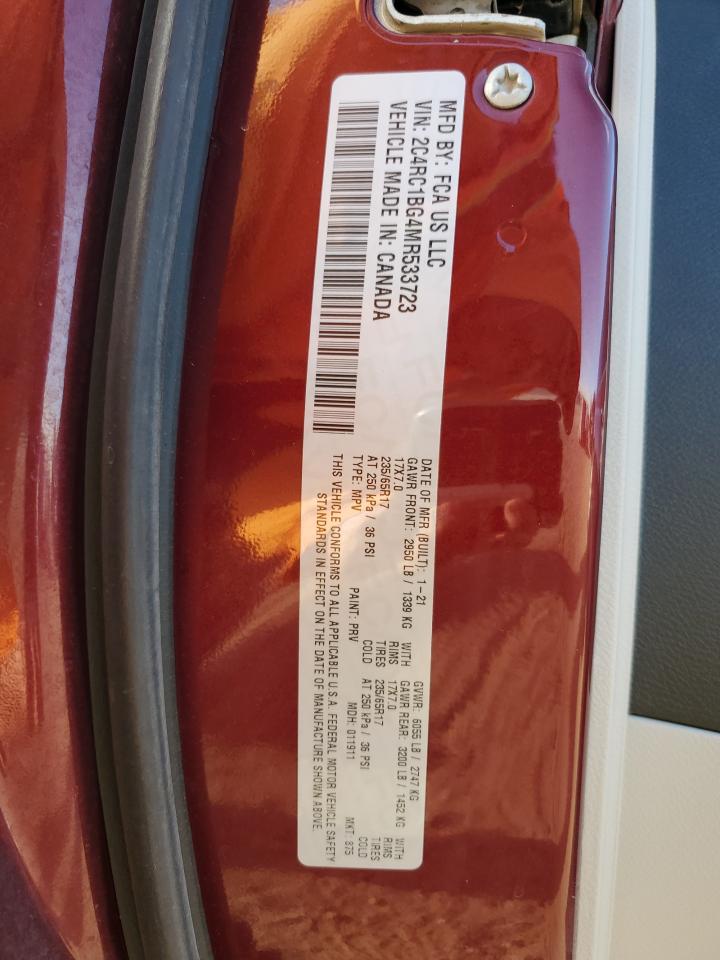 MFD BY: FCA US LLC
VIN: 2C4RC1BG4MR533723
VEHICLE MADE IN: CANADA
DATE OF MFR (BUILT): 1-21 GVWR: 6055 LB / 2747 KG
GAWR FRONT: 2950 LB / 1339 KG WITH GAWR REAR: 3200 LB / 1452 KG WITH
17X7.0 RIMS 17X7.0 RIMS
235/65R17 TIRES 235/65R17 TIRES
AT 250 kPa / 36 PSI COLD AT 250 kPa / 36 PSI COLD
TYPE: MPV PAINT: PRV MDH: 011911 MKT: 875
THIS VEHICLE CONFORMS TO ALL APPLICABLE U.S.A. FEDERAL MOTOR VEHICLE SAFETY
STANDARDS IN EFFECT ON THE DATE OF MANUFACTURE SHOWN ABOVE.